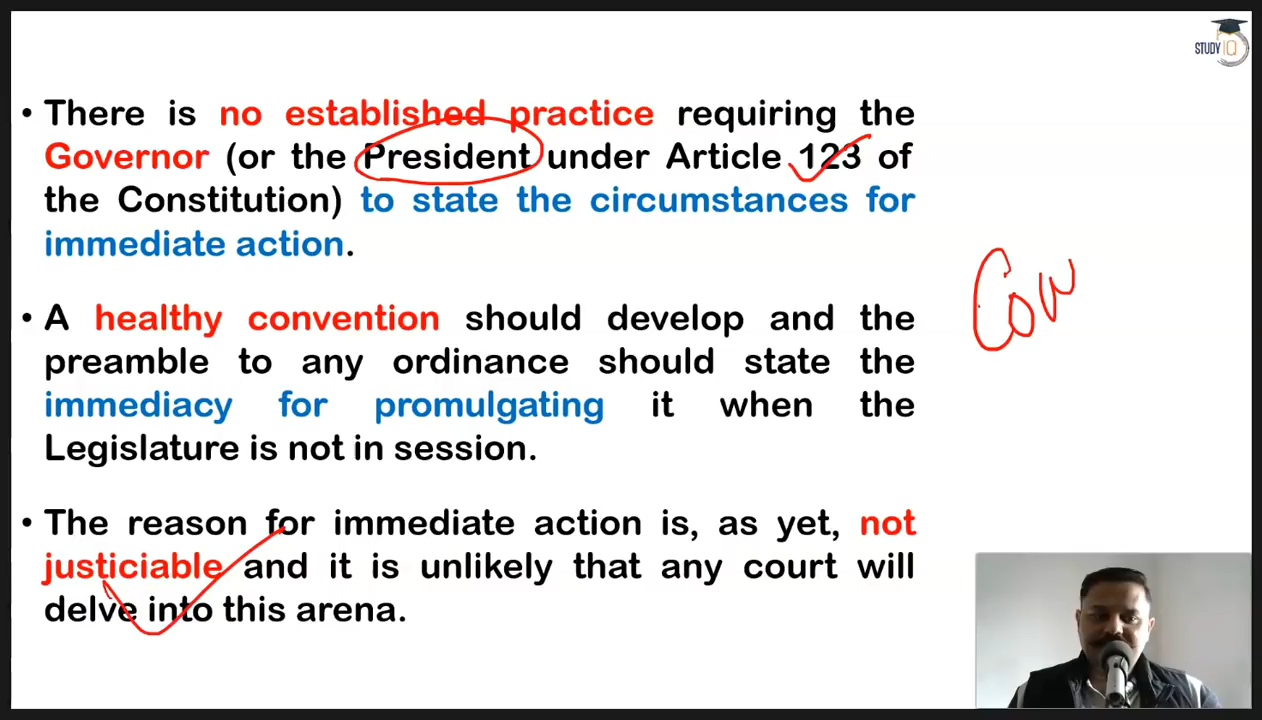 STUDY IQ
• There is no established practice requiring the
Governor (or the President under Article 123 of
the Constitution) to state the circumstances for
immediate action.
• A healthy convention should develop and the
preamble to any ordinance should state the
immediacy for promulgating it when the
Legislature is not in session.
• The reason for immediate action is, as yet, not
justiciable and it is unlikely that any court will
delve into this arena.